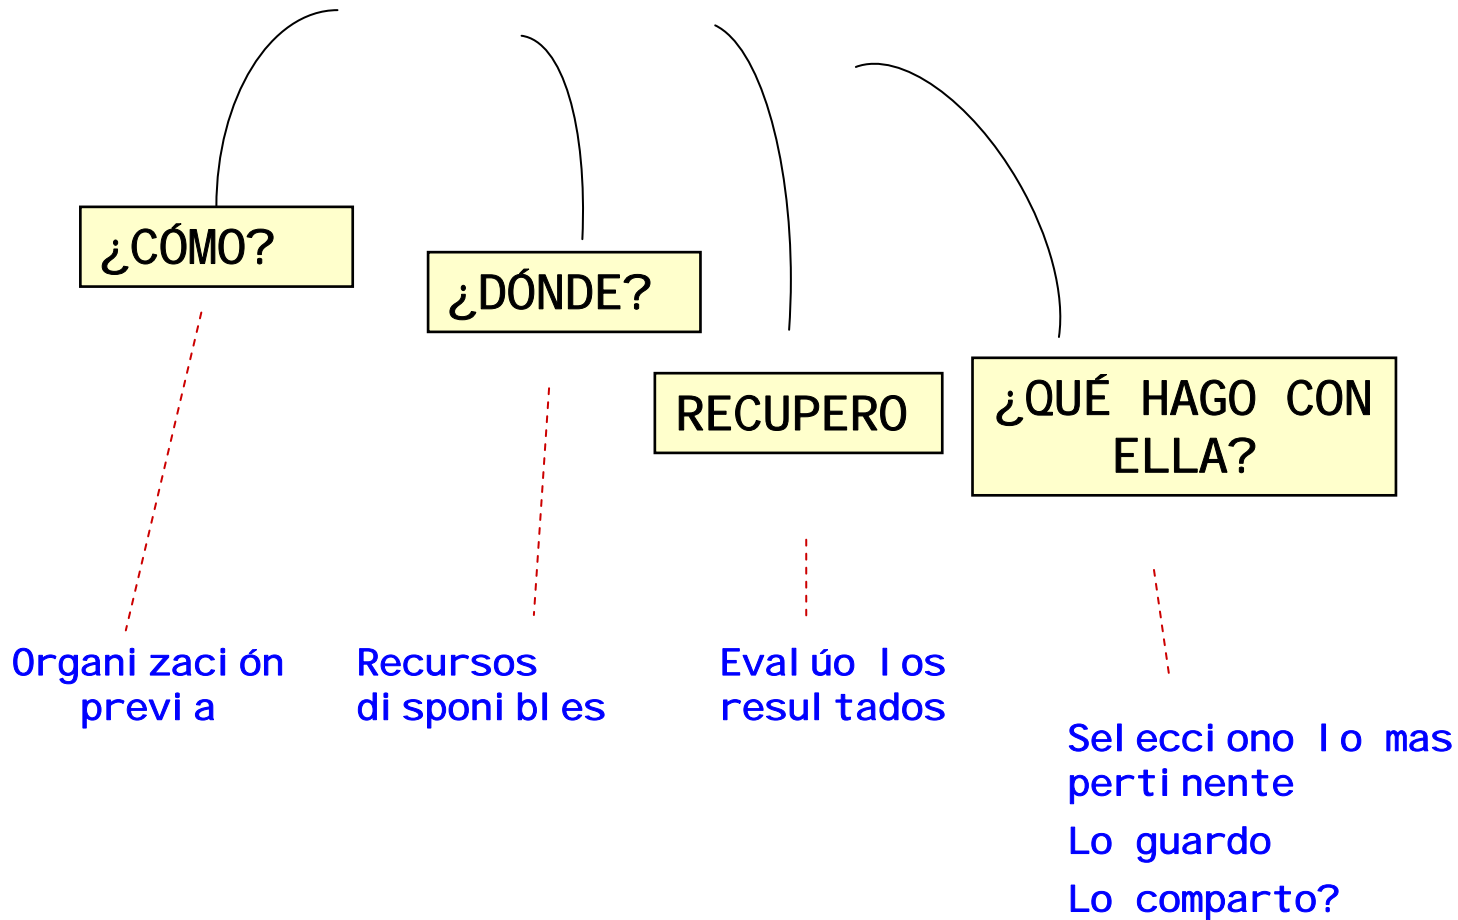 ¿CÓMO?
¿DÓNDE?
RECUPERO
¿QUÉ HAGO CON
ELLA?
Organización
previa
Recursos
disponibles
Evalúo los
resultados
Selecciono lo mas
pertinente
Lo guardo
Lo comparto?